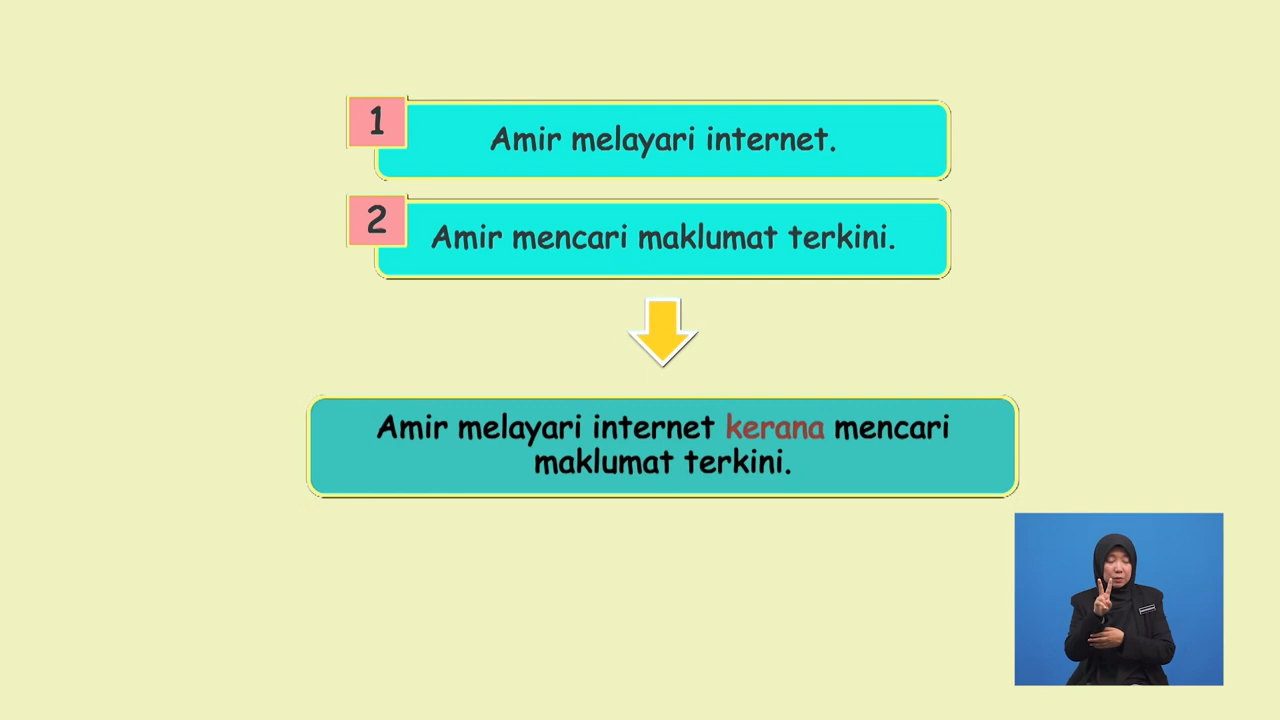 1
Amir melayari internet.
2
Amir mencari maklumat terkini.
Amir melayari internet kerana mencari
maklumat terkini.